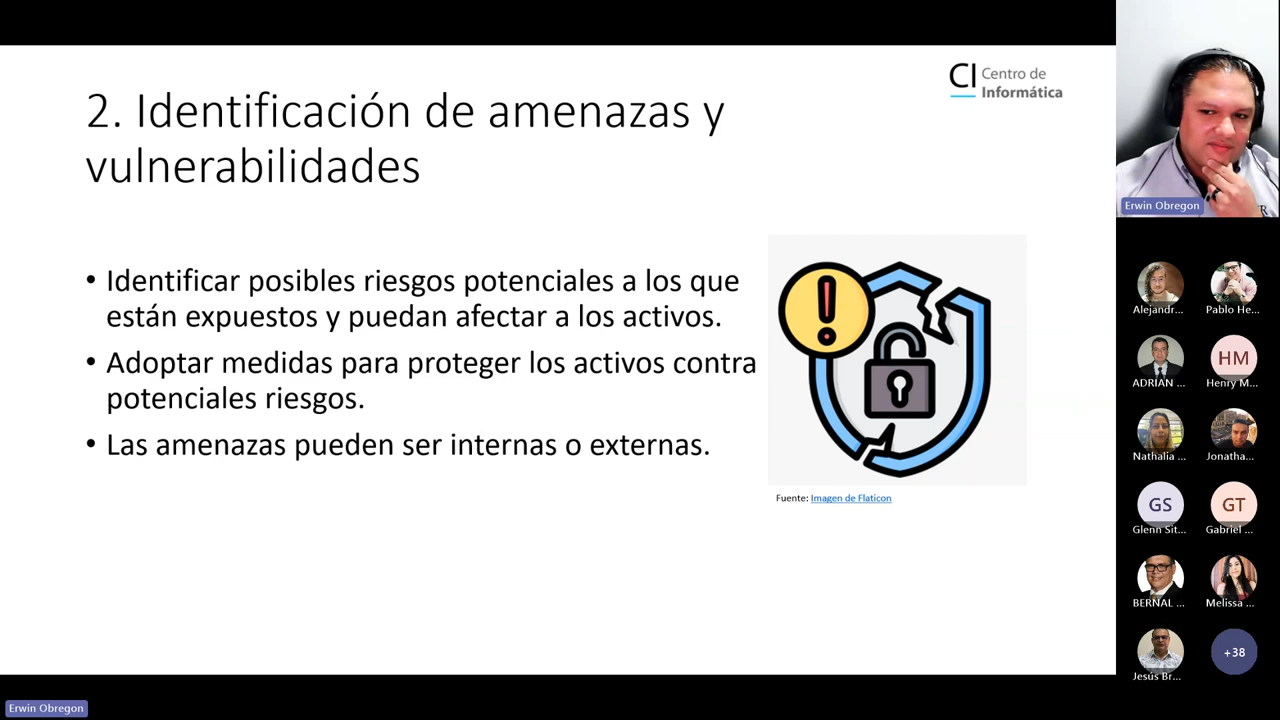 2. Identificación de amenazas y
vulnerabilidades
CI Centro de
Informática
• Identificar posibles riesgos potenciales a los que
están expuestos y puedan afectar a los activos.
• Adoptar medidas para proteger los activos contra
potenciales riesgos.
• Las amenazas pueden ser internas o externas.
Fuente: Imagen de Flaticon
Erwin Obregon
Alejandr...
Pablo He...
ADRÍAN ...
HM
Henry M...
Nathalia ...
Jonatha...
GS
Glenn Sit...
GT
Gabriel ...
BERNAL ...
Melissa ...
Jesús Br...
+38
Erwin Obregon